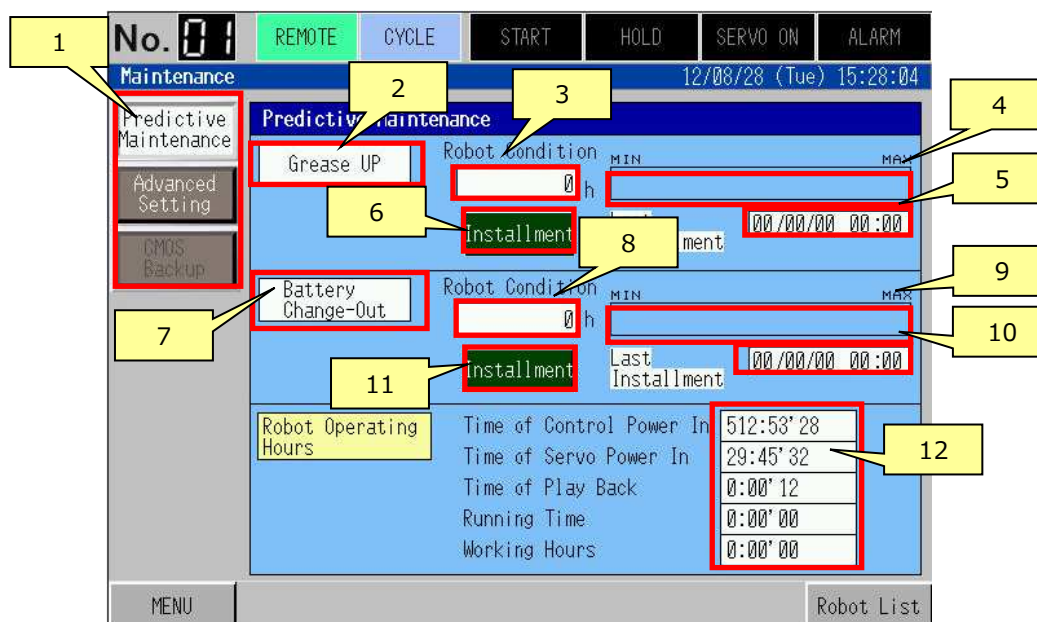 No. 01 REMOTE CYCLE START HOLD SERVO ON ALARM
1
Maintenance 12/08/28 (Tue) 15:28:04
2
3
4
Predictive
Maintenance
Predictive Maintenance
Grease UP
Robot Condition
MIN MAX
0 h
5
Advanced
Setting
6
Installment
8
ment
00/00/00 00:00
CMOS
Backup
7
Battery
Change-Out
Robot Condition
MIN MAX
9
0 h
10
11
Installment
Last
Installment
00/00/00 00:00
Robot Operating
Hours
Time of Control Power In 512:53'28
Time of Servo Power In 29:45'32
12
Time of Play Back 0:00'12
Running Time 0:00'00
Working Hours 0:00'00
MENU Robot List